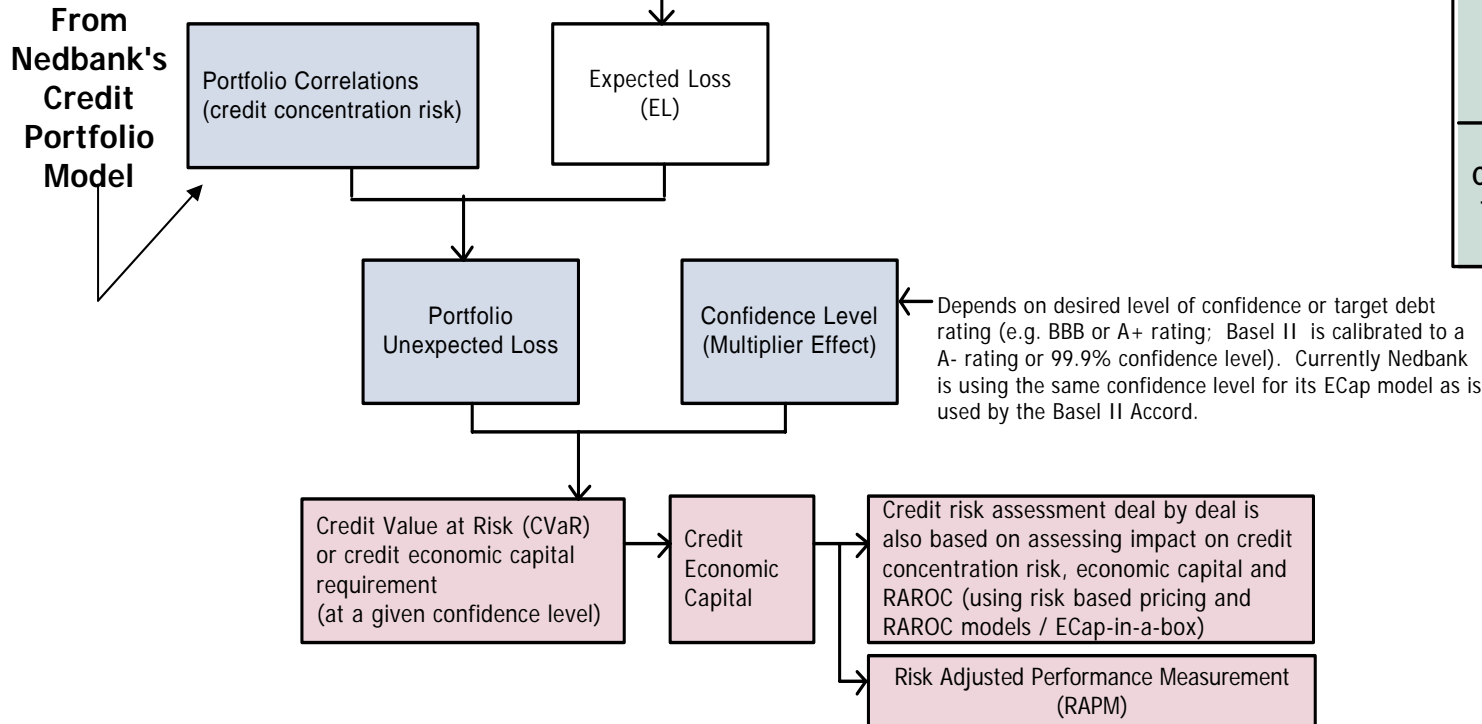 From
Nedbank's
Credit
Portfolio
Model
Portfolio Correlations
(credit concentration risk)
Expected Loss
(EL)
Portfolio
Unexpected Loss
Confidence Level
(Multiplier Effect)
Depends on desired level of confidence or target debt
rating (e.g. BBB or A+ rating; Basel II is calibrated to a
A- rating or 99.9% confidence level). Currently Nedbank
is using the same confidence level for its ECap model as is
used by the Basel II Accord.
Credit Value at Risk (CVaR)
or credit economic capital
requirement
(at a given confidence level)
Credit
Economic
Capital
Credit risk assessment deal by deal is
also based on assessing impact on credit
concentration risk, economic capital and
RAROC (using risk based pricing and
RAROC models / ECap-in-a-box)
Risk Adjusted Performance Measurement
(RAPM)